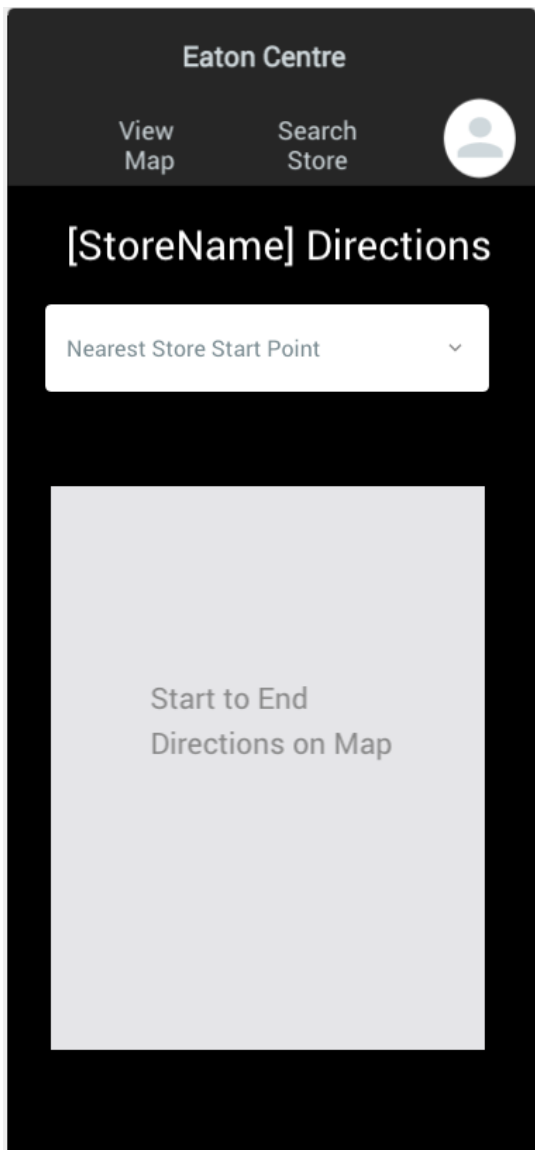 Eaton Centre
View
Map
Search
Store
[StoreName] Directions
Nearest Store Start Point
Start to End
Directions on Map